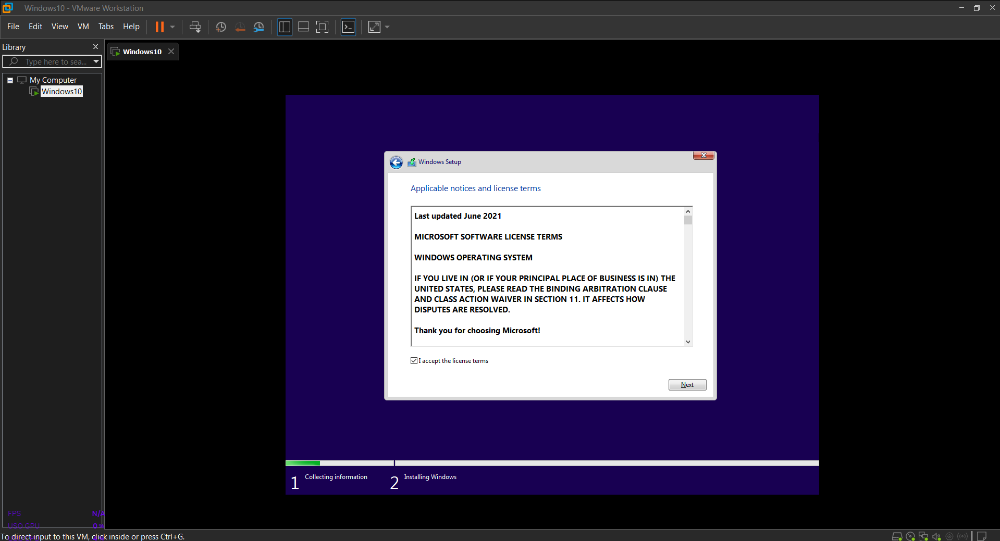 Windows10 - VMware Workstation
File Edit View VM Tabs Help
Library
Type here to sea...
My Computer
Windows10
Windows10
Windows Setup
Applicable notices and license terms
Last updated June 2021
MICROSOFT SOFTWARE LICENSE TERMS
WINDOWS OPERATING SYSTEM
IF YOU LIVE IN (OR IF YOUR PRINCIPAL PLACE OF BUSINESS IS IN) THE
UNITED STATES, PLEASE READ THE BINDING ARBITRATION CLAUSE
AND CLASS ACTION WAIVER IN SECTION 11. IT AFFECTS HOW
DISPUTES ARE RESOLVED.
Thank you for choosing Microsoft!
I accept the license terms
Next
1 Collecting information 2 Installing Windows
FPS N/A
USO GPU 0%
To direct input to this VM, click inside or press Ctrl+G.